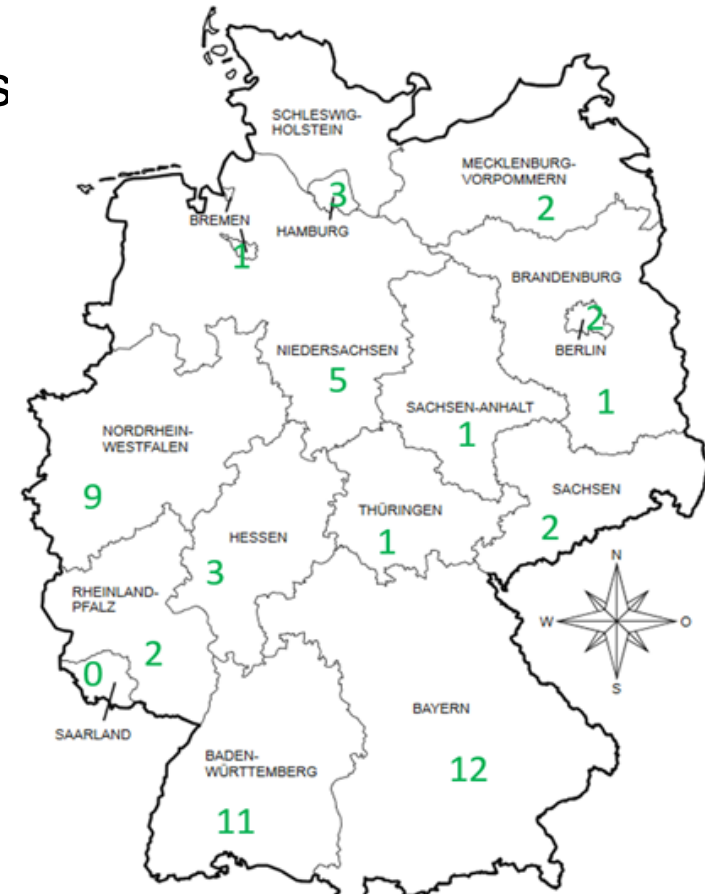 s
SCHLESWIG-
HOLSTEIN
MECKLENBURG-
VORPOMMERN
3
2
BREMEN
HAMBURG
1
BRANDENBURG
2
BERLIN
NIEDERSACHSEN
5
1
SACHSEN-ANHALT
1
NORDRHEIN-
WESTFALEN
9
SACHSEN
2
THÜRINGEN
1
HESSEN
3
N
W
O
S
RHEINLAND-
PFALZ
2
0
SAARLAND
BAYERN
12
BADEN-
WÜRTTEMBERG
11